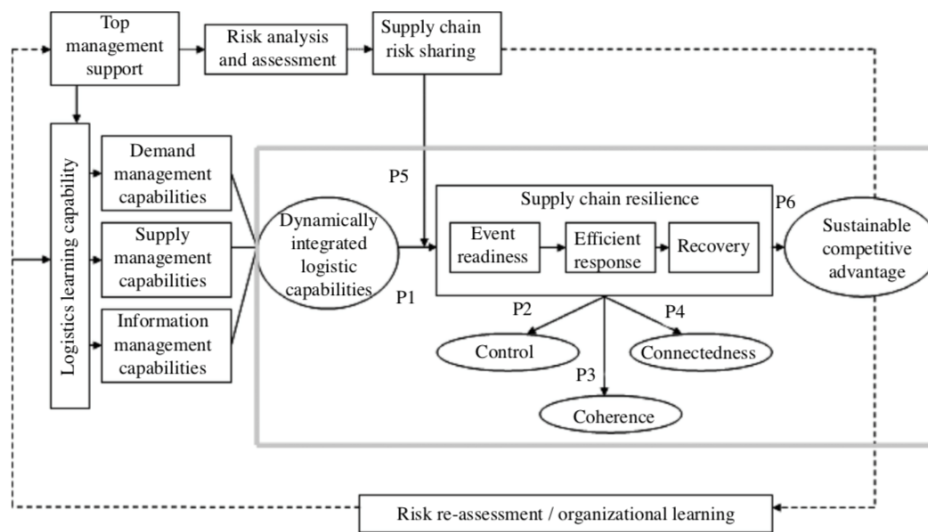 Top
management
support
Risk analysis
and assessment
Supply chain
risk sharing
Logistics learning capability
Demand
management
capabilities
Supply
management
capabilities
Information
management
capabilities
Dynamically
integrated
logistic
capabilities
P1
P5
Supply chain resilience
Event
readiness
Efficient
response
Recovery
P6
Sustainable
competitive
advantage
P2
P4
Control
Connectedness
P3
Coherence
Risk re-assessment / organizational learning